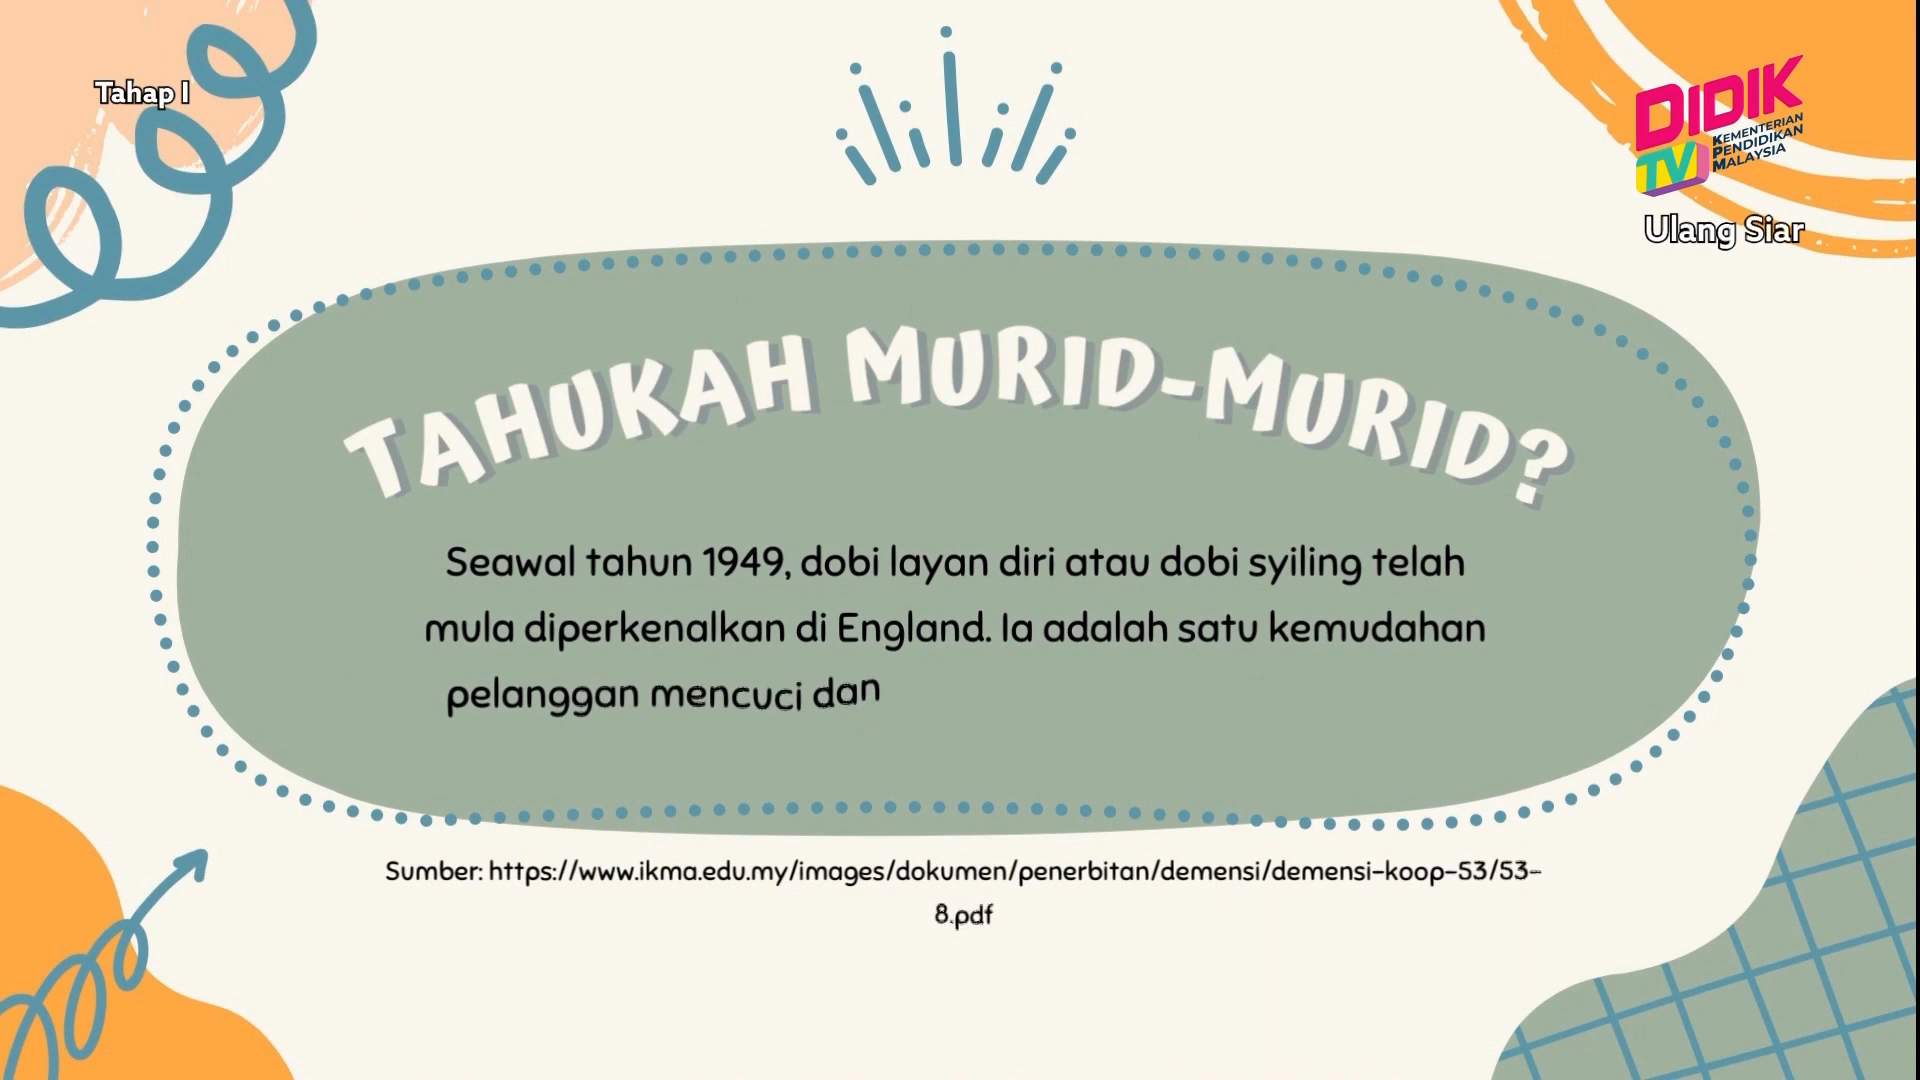 Tahap I
DIDIK
TV
KEMENTERIAN
PENDIDIKAN
MALAYSIA
Ulang Siar
TAHUKAH MURID-MURID?
Seawal tahun 1949, dobi layan diri atau dobi syiling telah
mula diperkenalkan di England. Ia adalah satu kemudahan
pelanggan mencuci dan
Sumber: https://www.ikma.edu.my/images/dokumen/penerbitan/demensi/demensi-koop-53/53-
8.pdf